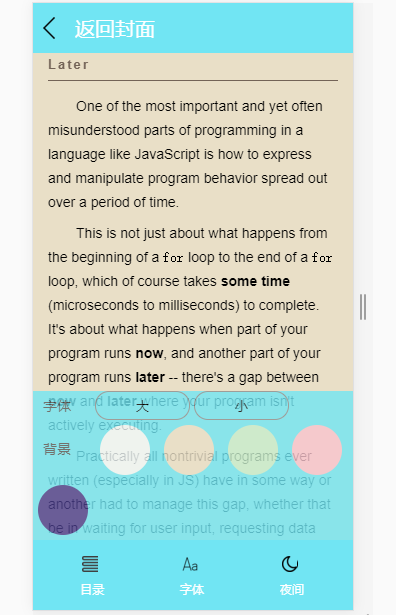 返回封面
Later
One of the most important and yet often
misunderstood parts of programming in a
language like JavaScript is how to express
and manipulate program behavior spread out
over a period of time.
This is not just about what happens from
the beginning of a for loop to the end of a for
loop, which of course takes some time
(microseconds to milliseconds) to complete.
It's about what happens when part of your
program runs now, and another part of your
program runs later -- there's a gap between
now and later where your program isn't
字体 大 小
actively executing.
背景
Practically all nontrivial programs ever
written (especially in JS) have in some way or
another had to manage this gap, whether that
be in waiting for user input, requesting data
目录 字体 夜间
Aa